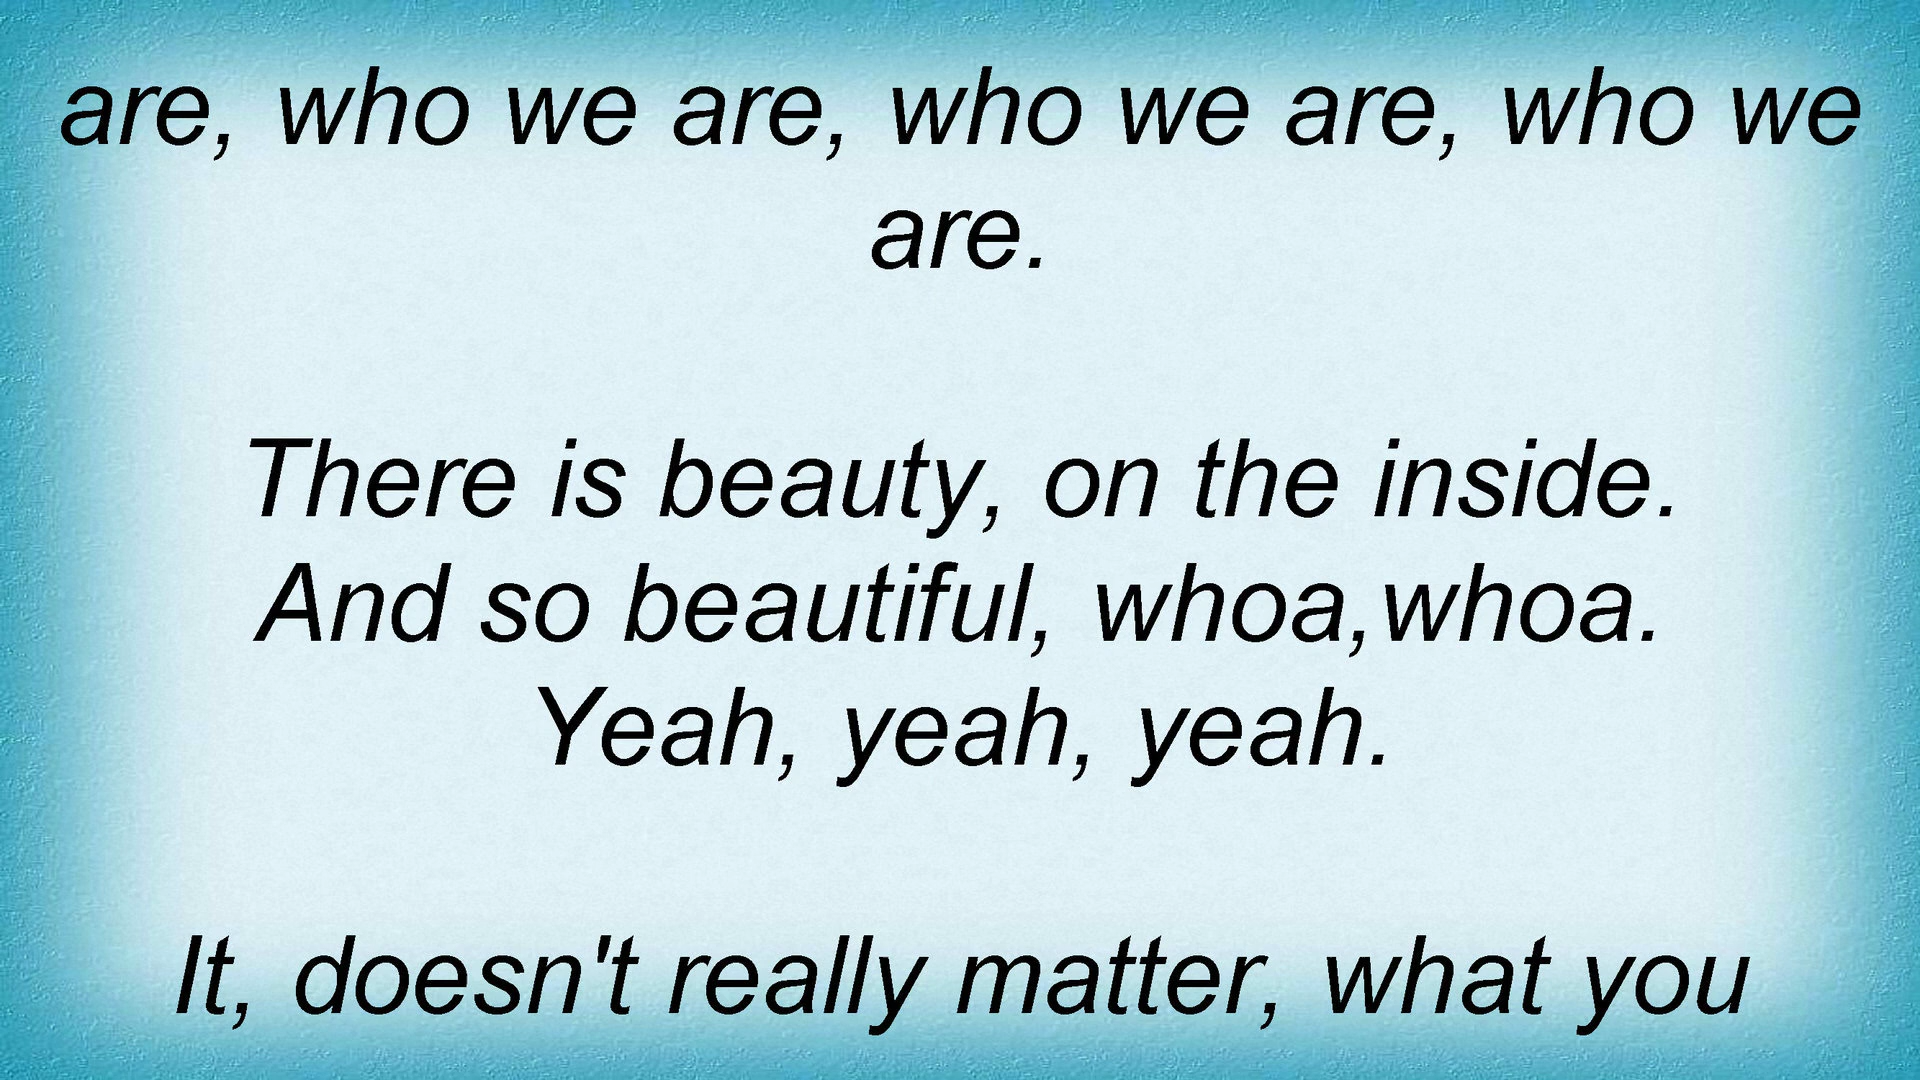 are, who we are, who we are, who we
are.
There is beauty, on the inside.
And so beautiful, whoa,whoa.
Yeah, yeah, yeah.
It, doesn't really matter, what you